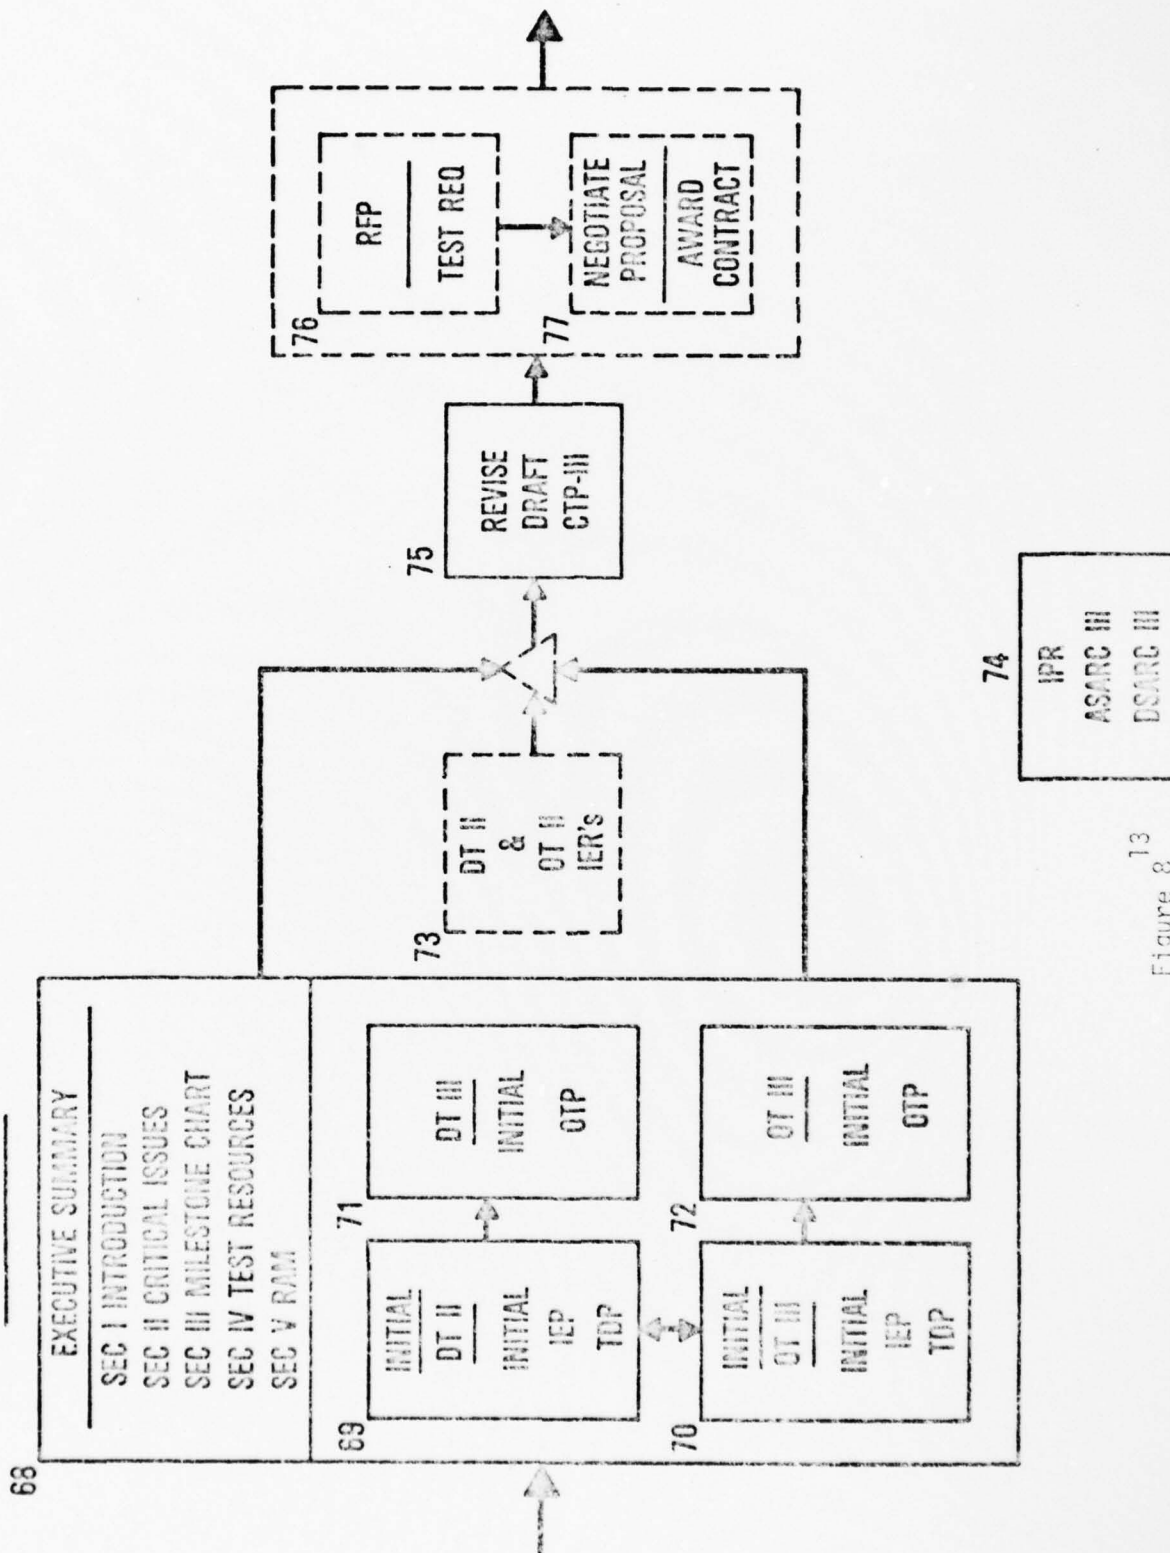 68
EXECUTIVE SUMMARY
SEC I INTRODUCTION
SEC II CRITICAL ISSUES
SEC III MILESTONE CHART
SEC IV TEST RESOURCES
SEC V RAM
69
INITIAL
DT II
INITIAL
IEP
TDP
71
DT III
INITIAL
OTP
70
INITIAL
OT III
INITIAL
IEP
TDP
72
OT III
INITIAL
OTP
73
DT II
&
OT II
IER's
75
REVISE
DRAFT
CTP-III
76
RFP
TEST REQ
77
NEGOTIATE
PROPOSAL
AWARD
CONTRACT
74
IPR
ASARC III
DSARC III
Figure 8 13